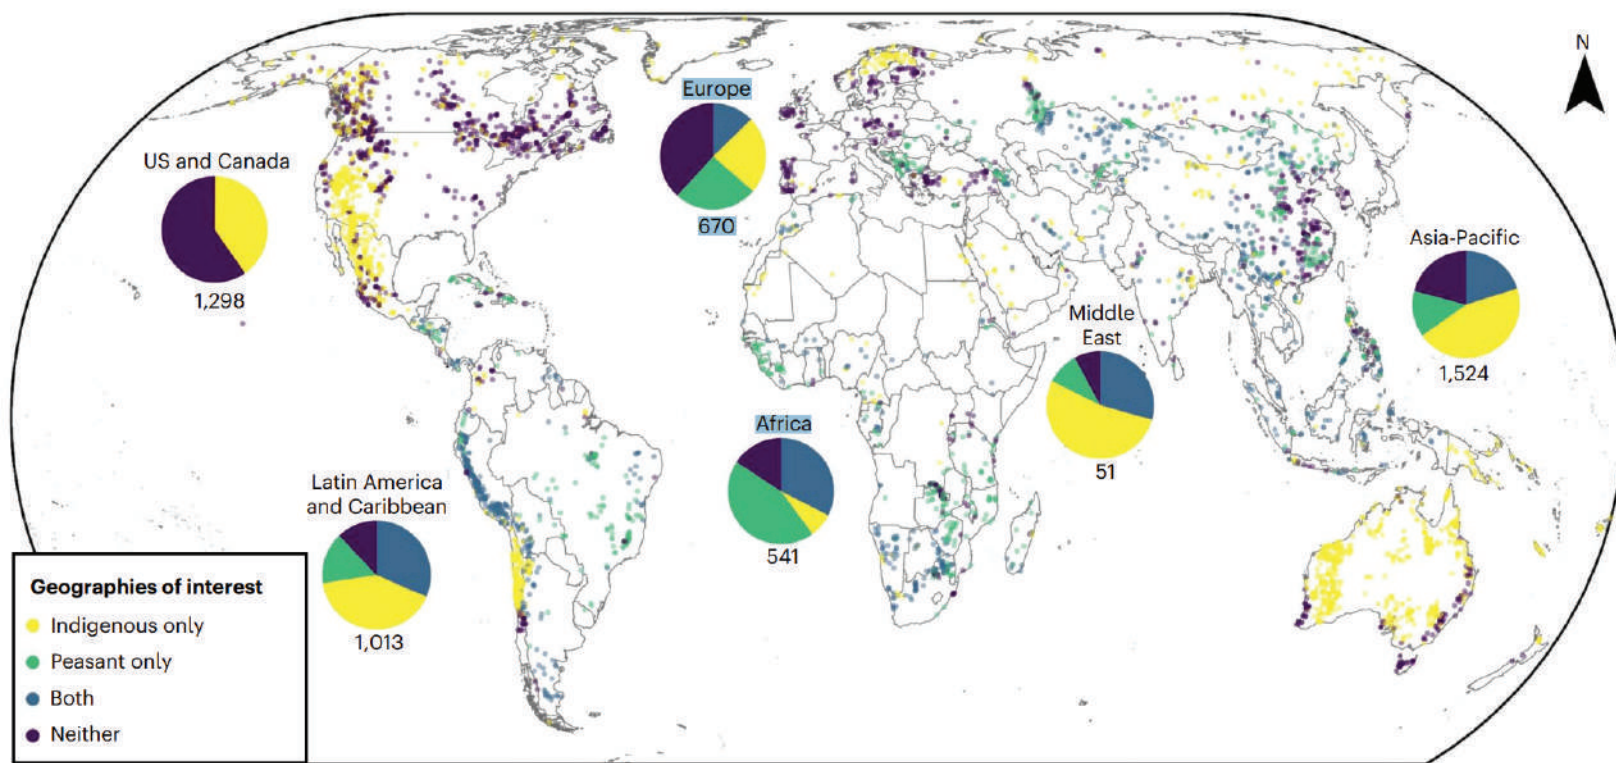 N
Europe
670
US and Canada
1,298
Asia-Pacific
1,524
Middle
East
51
Africa
541
Latin America
and Caribbean
1,013
Geographies of interest
Indigenous only
Peasant only
Both
Neither